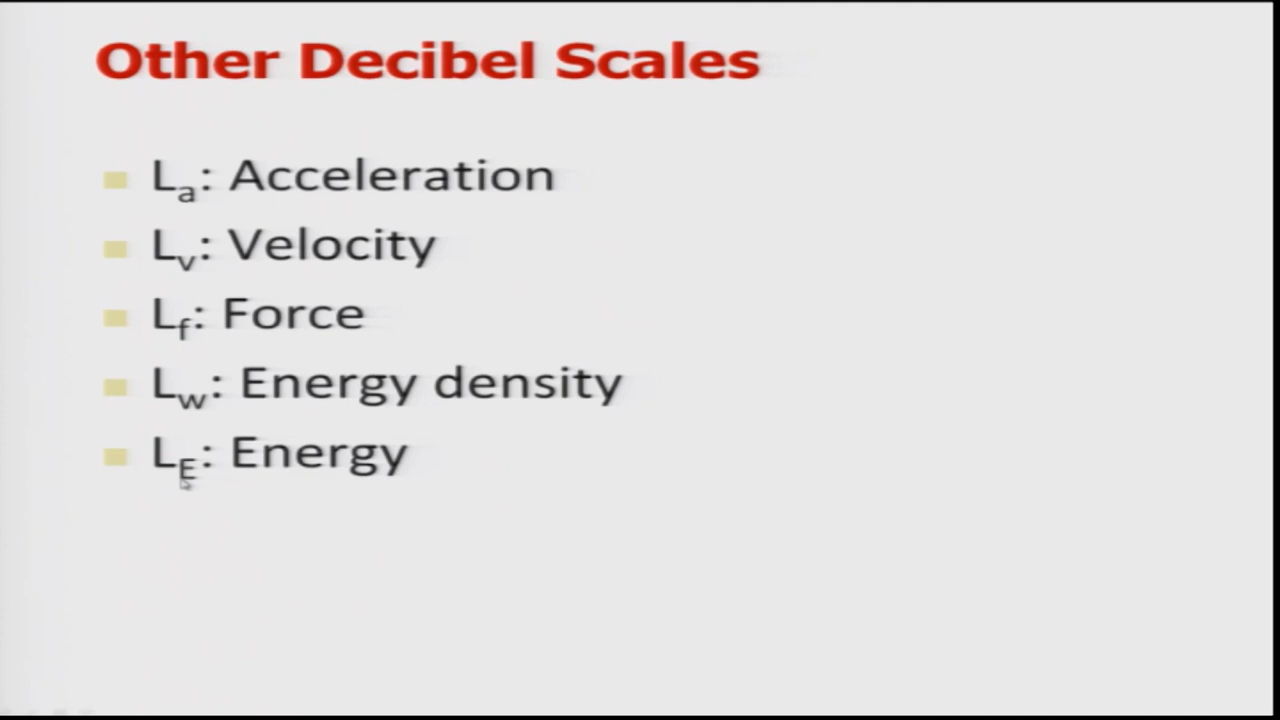 Other Decibel Scales
La: Acceleration
Lv: Velocity
Lf: Force
Lw: Energy density
LE: Energy